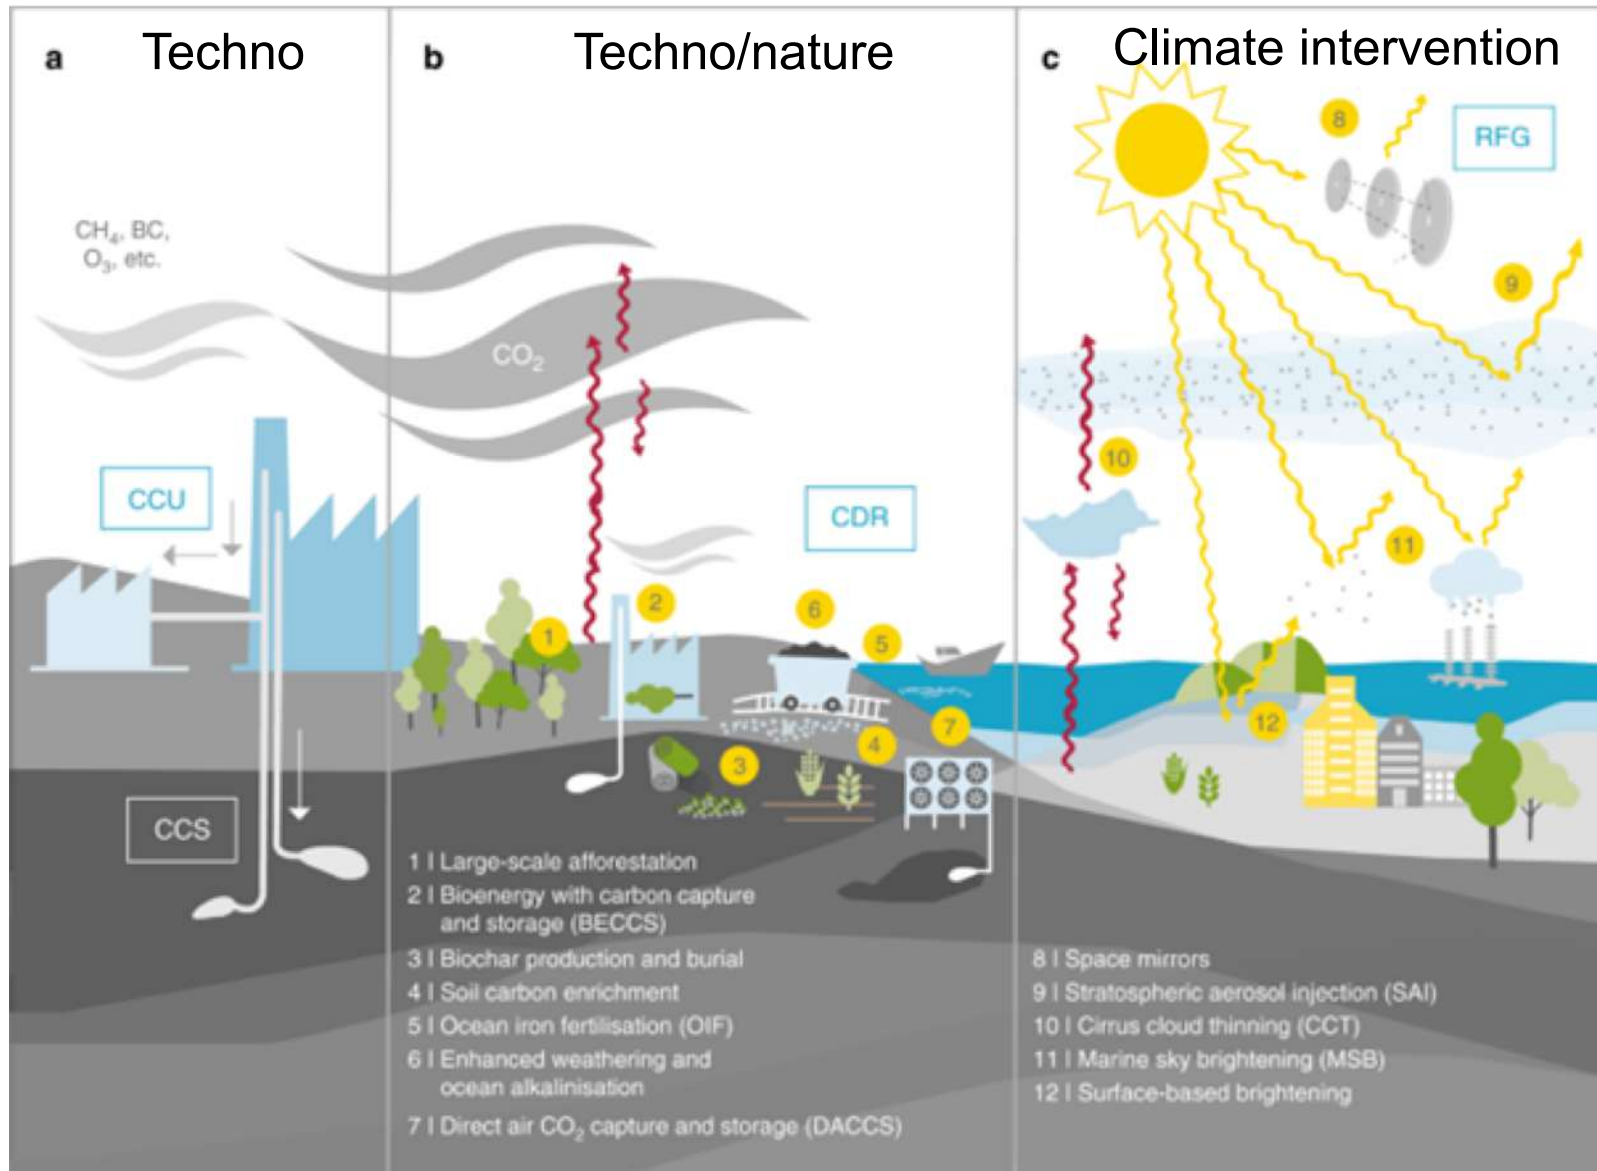 a Techno
b Techno/nature
c Climate intervention
CH₄, BC,
O₃, etc.
CO₂
CCU
CCS
CDR
RFG
1
2
3
4
5
6
7
8
9
10
11
12
1 | Large-scale afforestation
2 | Bioenergy with carbon capture
and storage (BECCS)
3 | Biochar production and burial
4 | Soil carbon enrichment
5 | Ocean iron fertilisation (OIF)
6 | Enhanced weathering and
ocean alkalinisation
7 | Direct air CO₂ capture and storage (DACCS)
8 | Space mirrors
9 | Stratospheric aerosol injection (SAI)
10 | Cirrus cloud thinning (CCT)
11 | Marine sky brightening (MSB)
12 | Surface-based brightening